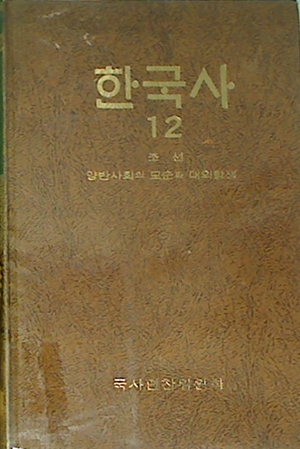 한국사
12
조 선
양반사회의 모순과 대외항쟁
국사편찬위원회